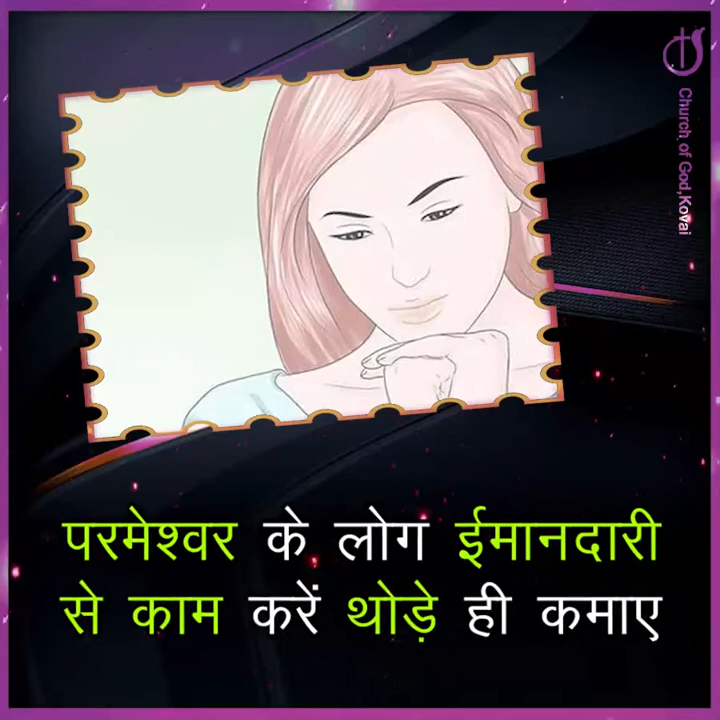 Church of God,Kovai
परमेश्वर के लोग ईमानदारी
से काम करें थोड़े ही कमाए